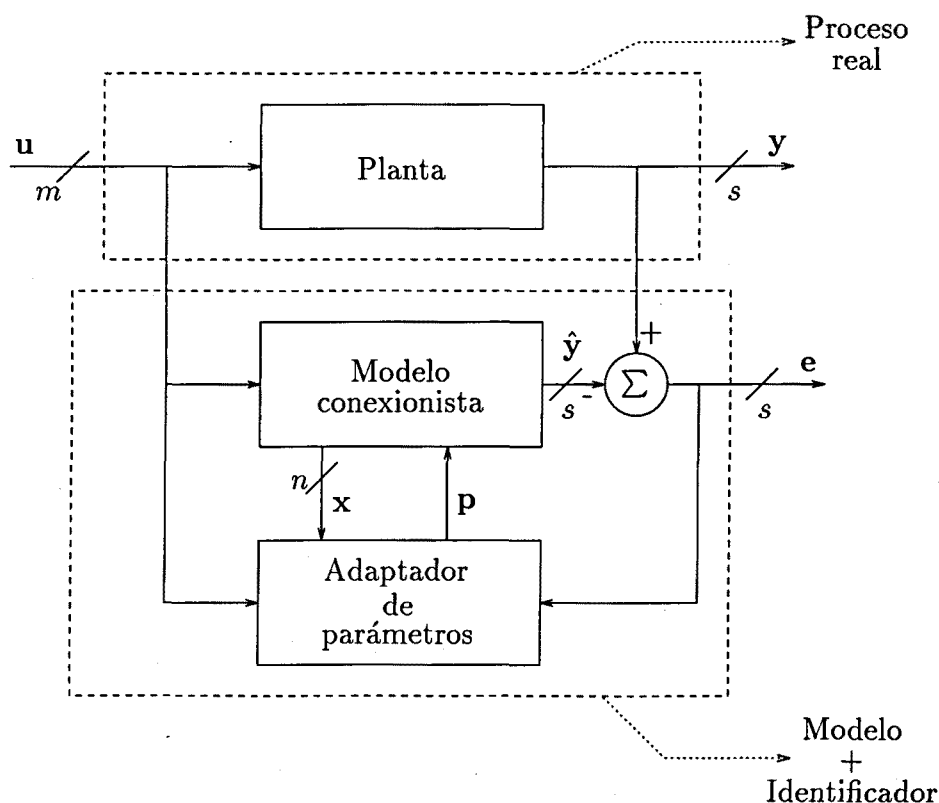 Proceso
real
u
m
Planta
y
s
Modelo
conexionista
ŷ
s
-
+
Σ
e
s
n
x
p
Adaptador
de
parámetros
Modelo
+
Identificador